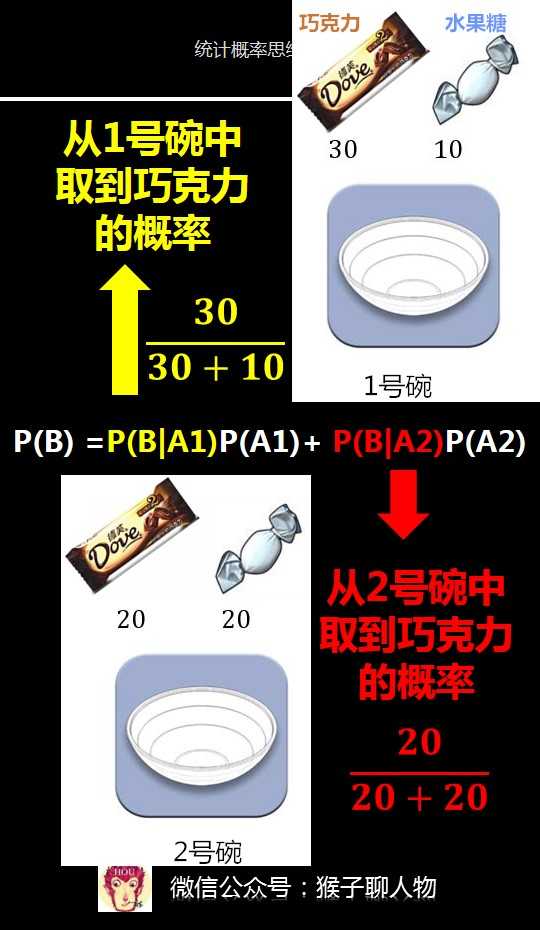 统计概率思维
巧克力
水果糖
德芙
Dove
30
10
从1号碗中
取到巧克力
的概率
30
30 + 10
1号碗
P(B) =P(B|A1)P(A1)+ P(B|A2)P(A2)
德芙
Dove
20
20
从2号碗中
取到巧克力
的概率
20
20 + 20
2号碗
HOU
微信公众号：猴子聊人物